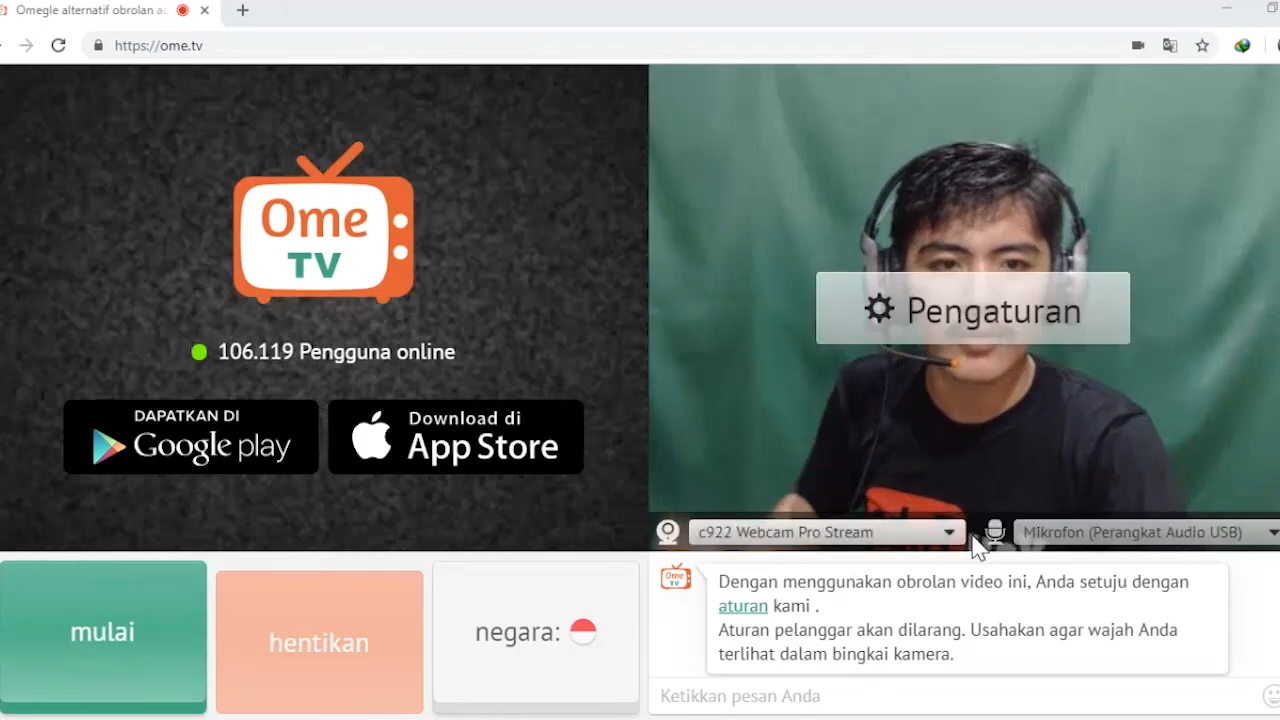 Omegle alternatif obrolan ac
https://ome.tv
Ome
TV
106.119 Pengguna online
DAPATKAN DI
Google play
Download di
App Store
Pengaturan
c922 Webcam Pro Stream
Mikrofon (Perangkat Audio USB)
mulai
hentikan
negara:
Ome
TV
Dengan menggunakan obrolan video ini, Anda setuju dengan
aturan kami .
Aturan pelanggar akan dilarang. Usahakan agar wajah Anda
terlihat dalam bingkai kamera.
Ketikkan pesan Anda